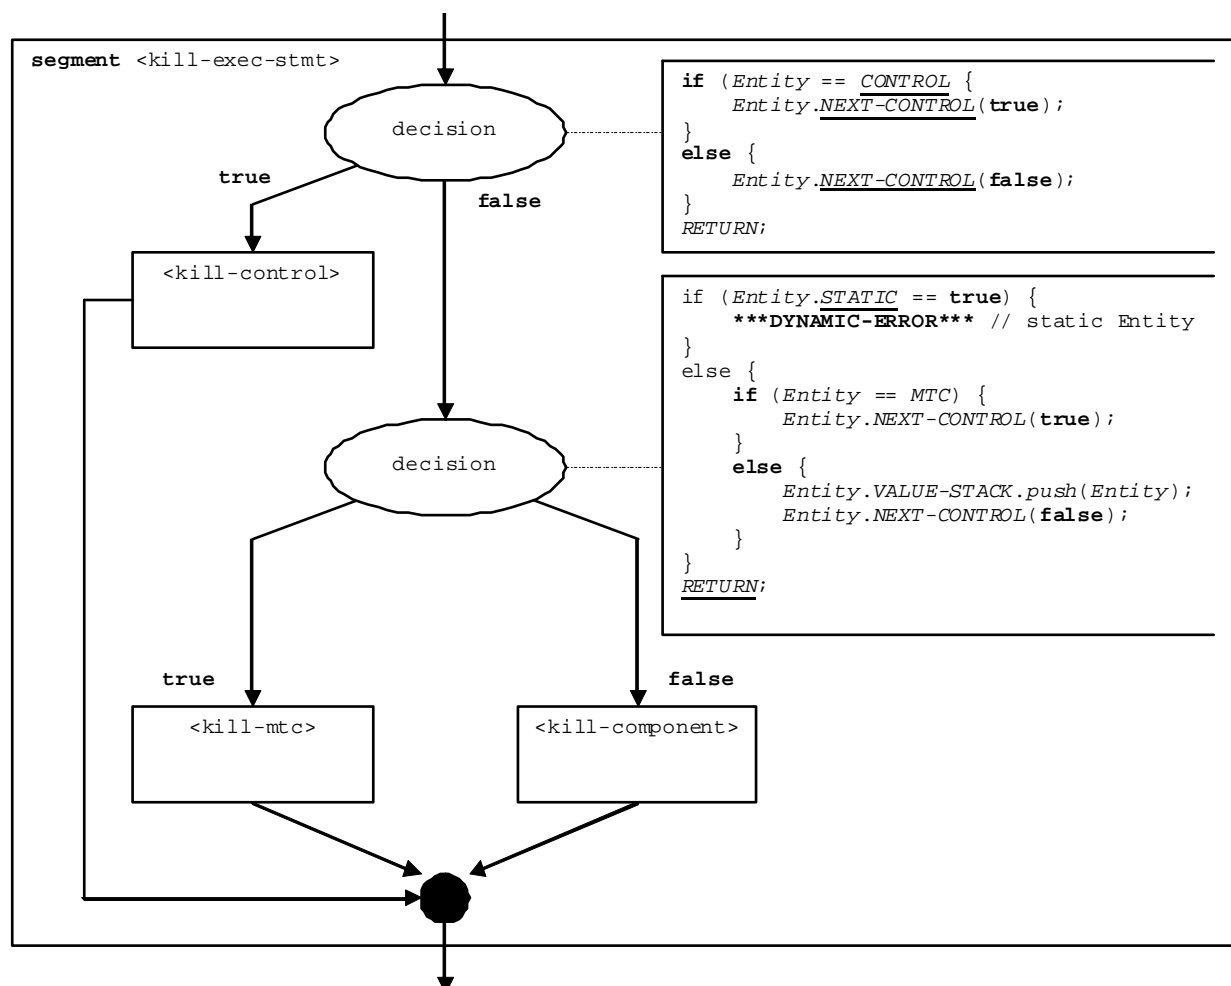 segment <kill-exec-stmt>
decision
true
false
<kill-control>
if (Entity == CONTROL {
Entity.NEXT-CONTROL(true);
}
else {
Entity.NEXT-CONTROL(false);
}
RETURN;
if (Entity.STATIC == true) {
***DYNAMIC-ERROR*** // static Entity
}
else {
if (Entity == MTC) {
Entity.NEXT-CONTROL(true);
}
else {
Entity.VALUE-STACK.push(Entity);
Entity.NEXT-CONTROL(false);
}
}
RETURN;
decision
true
false
<kill-mtc>
<kill-component>